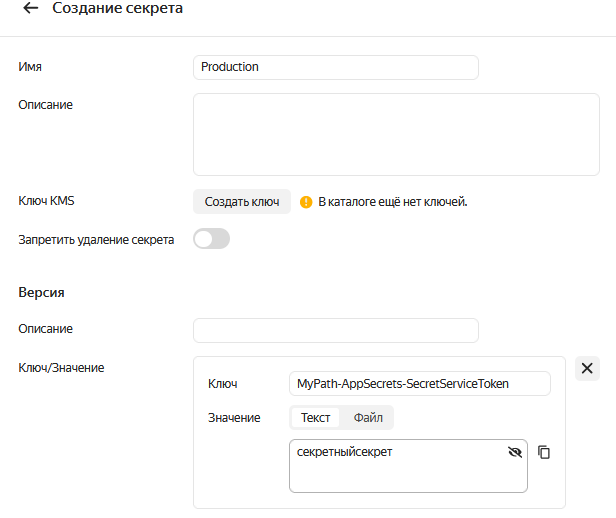 Создание секрета
Имя
Production
Описание
Ключ KMS
Создать ключ
В каталоге ещё нет ключей.
Запретить удаление секрета
Версия
Описание
Ключ/Значение
Ключ
MyPath-AppSecrets-SecretServiceToken
Значение
Текст
Файл
секретныйсекрет